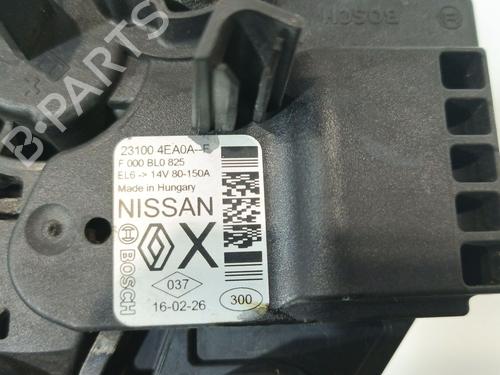 BOSCH
B-PARTS
23100 4EA0A--E
F 000 BL0 825
EL6 -> 14V 80-150A
Made in Hungary
NISSAN
X
BOSCH
037
16-02-26
300